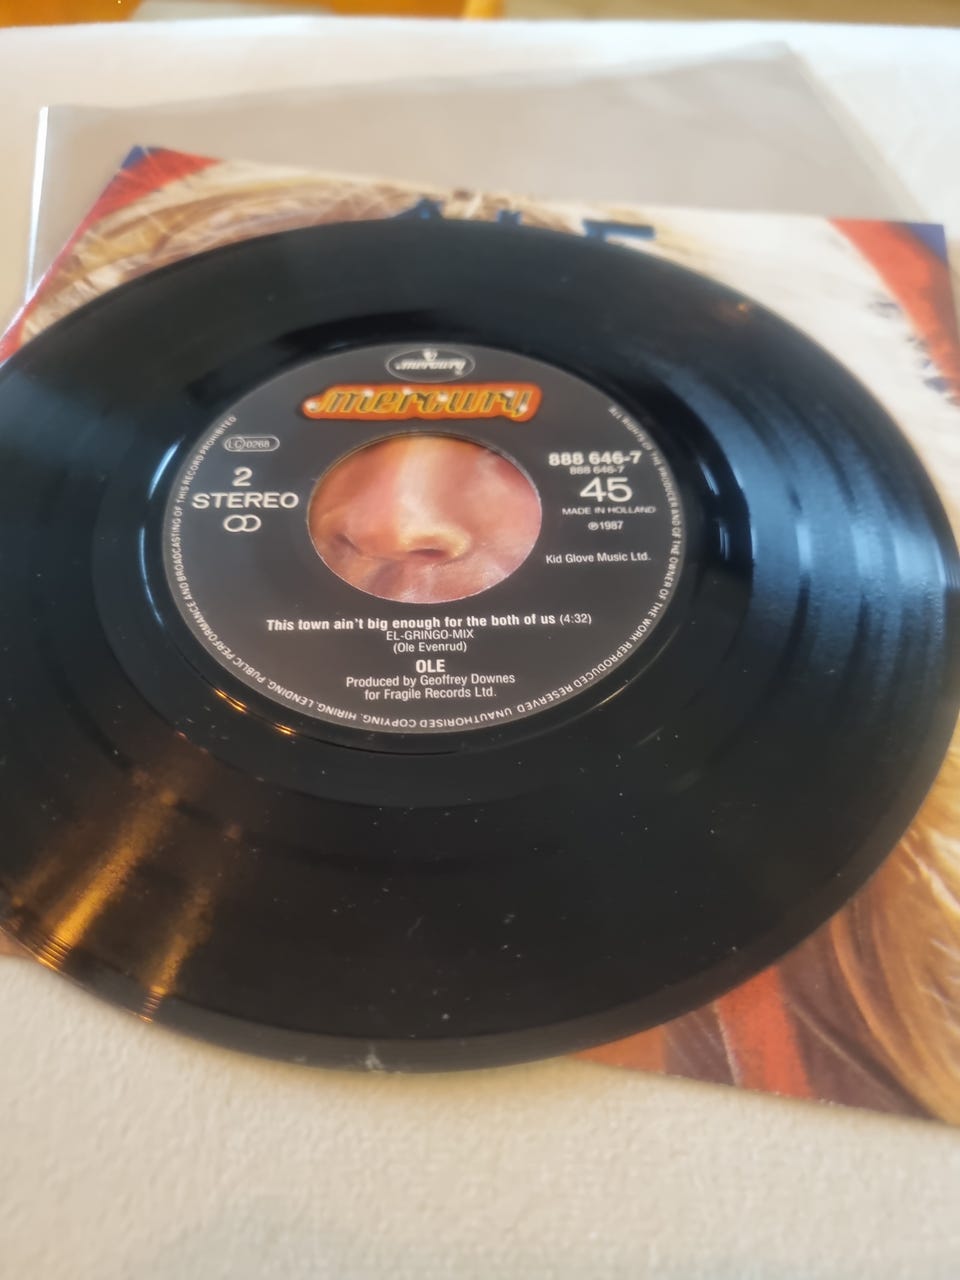 mercury
mercury
LC 0268
2
STEREO
888 646-7
888 646-7
45
MADE IN HOLLAND
℗1987
Kid Glove Music Ltd.
This town ain't big enough for the both of us (4:32)
EL-GRINGO-MIX
(Ole Evenrud)
OLE
Produced by Geoffrey Downes
for Fragile Records Ltd.
ALL RIGHTS OF THE PRODUCER AND OF THE OWNER OF THE WORK REPRODUCED RESERVED UNAUTHORISED COPYING, HIRING, LENDING, PUBLIC PERFORMANCE AND BROADCASTING OF THIS RECORD PROHIBITED